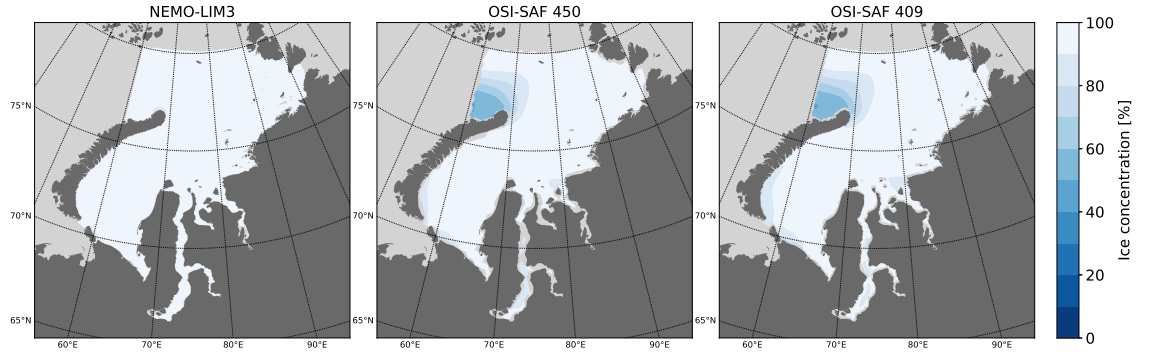 NEMO-LIM3 OSI-SAF 450 OSI-SAF 409
75°N 75°N 75°N
70°N 70°N 70°N
65°N 65°N 65°N
60°E 70°E 80°E 90°E 60°E 70°E 80°E 90°E 60°E 70°E 80°E 90°E
100
80
60
40
20
0
Ice concentration [%]